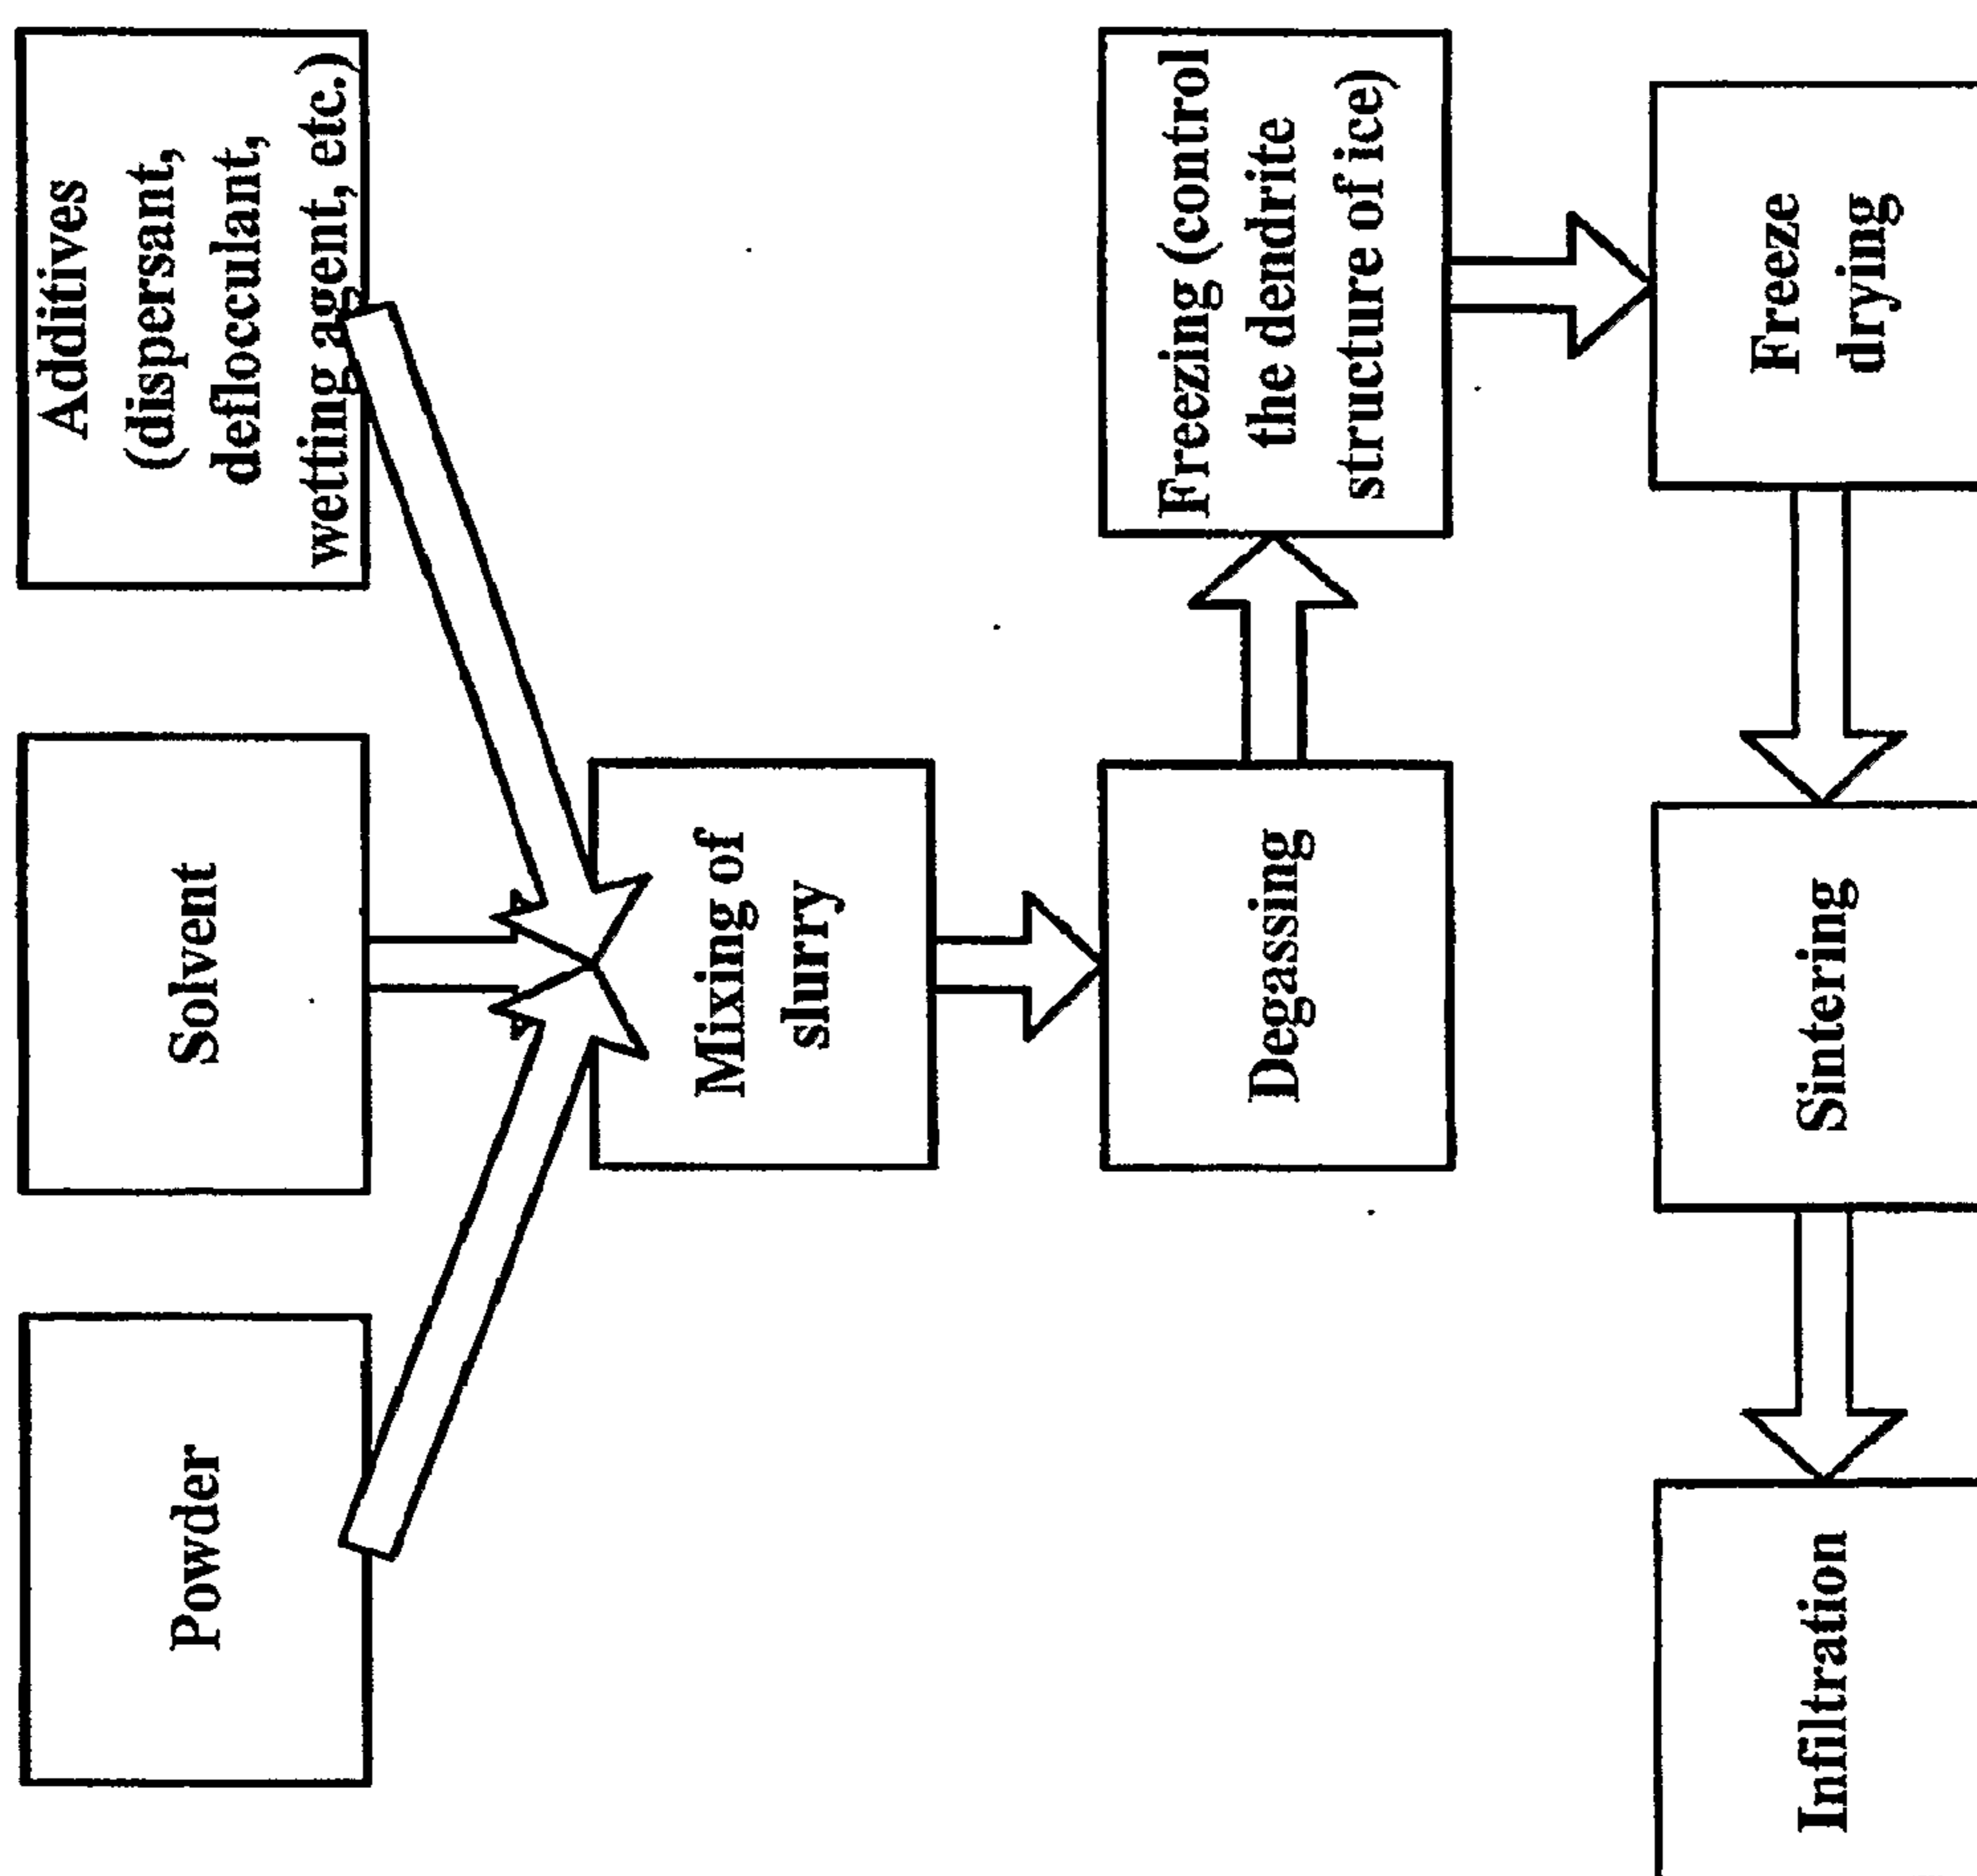 Powder
Solvent
Additives
(dispersant,
deflocculant,
wetting agent, etc.)
Mixing of
slurry
Degassing
Freezing (control
the dendrite
structure of ice)
Infiltration
Sintering
Freeze
drying